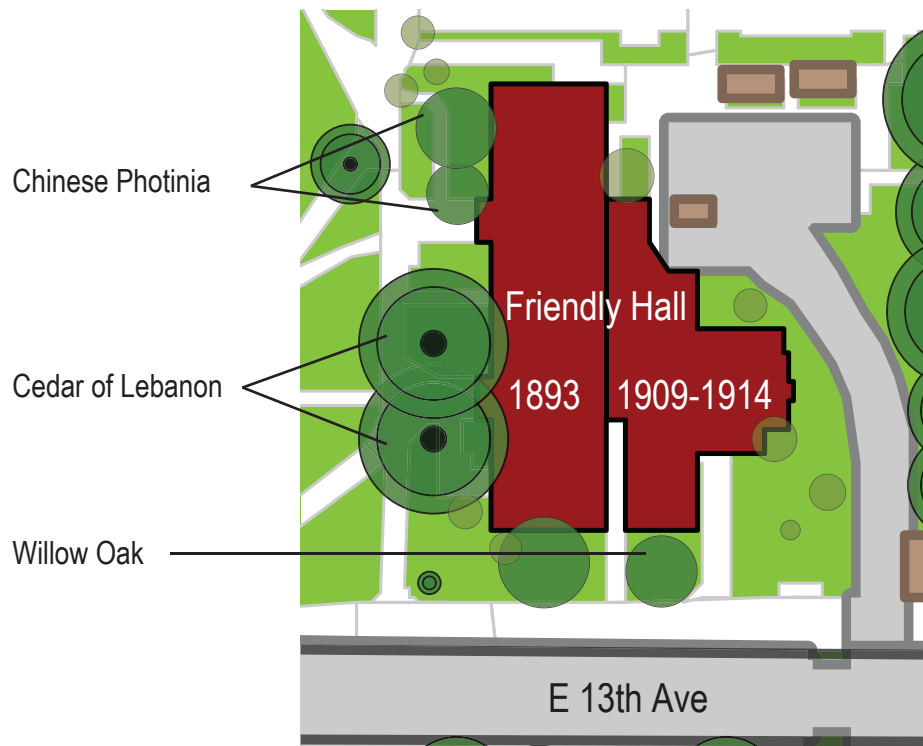 Chinese Photinia
Friendly Hall
Cedar of Lebanon
1893
1909-1914
Willow Oak
E 13th Ave